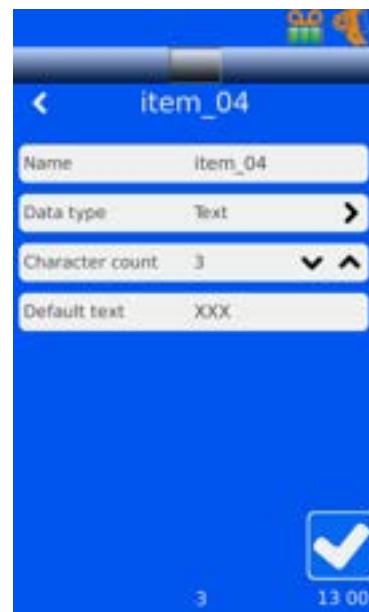 item_04
Name item_04
Data type Text
Character count 3
Default text XXX
3 13 00